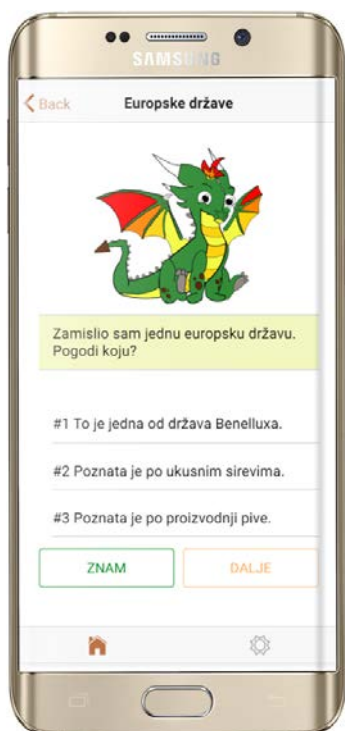 SAMSUNG
Back
Europske države
Zamislio sam jednu europsku državu.
Pogodi koju?
#1 To je jedna od država Benelluxa.
#2 Poznata je po ukusnim sirevima.
#3 Poznata je po proizvodnji pive.
ZNAM
DALJE